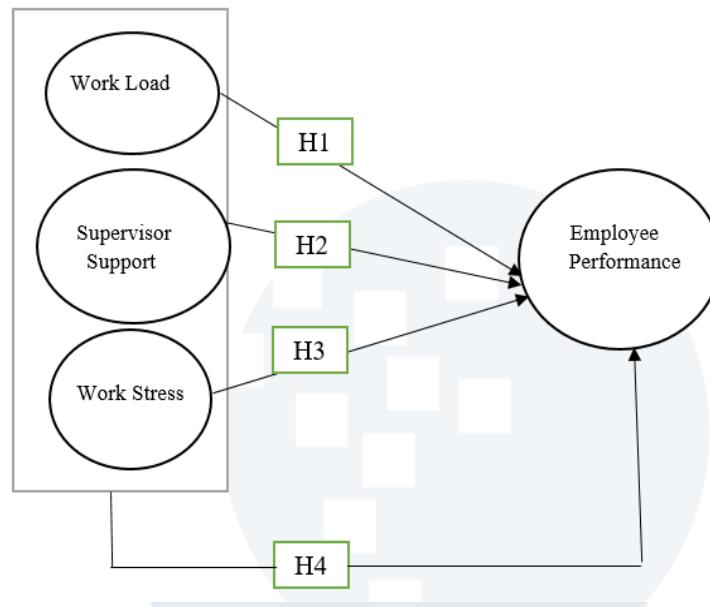 Work Load
H1
Supervisor
Support
H2
Employee
Performance
H3
Work Stress
H4